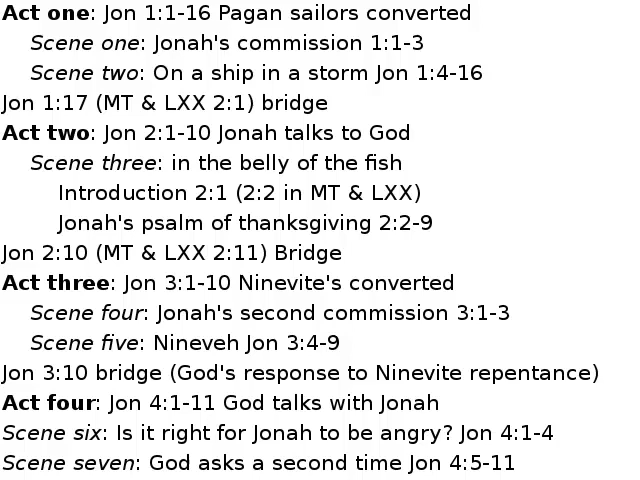 Act one: Jon 1:1-16 Pagan sailors converted
Scene one: Jonah's commission 1:1-3
Scene two: On a ship in a storm Jon 1:4-16
Jon 1:17 (MT & LXX 2:1) bridge
Act two: Jon 2:1-10 Jonah talks to God
Scene three: in the belly of the fish
Introduction 2:1 (2:2 in MT & LXX)
Jonah's psalm of thanksgiving 2:2-9
Jon 2:10 (MT & LXX 2:11) Bridge
Act three: Jon 3:1-10 Ninevite's converted
Scene four: Jonah's second commission 3:1-3
Scene five: Nineveh Jon 3:4-9
Jon 3:10 bridge (God's response to Ninevite repentance)
Act four: Jon 4:1-11 God talks with Jonah
Scene six: Is it right for Jonah to be angry? Jon 4:1-4
Scene seven: God asks a second time Jon 4:5-11